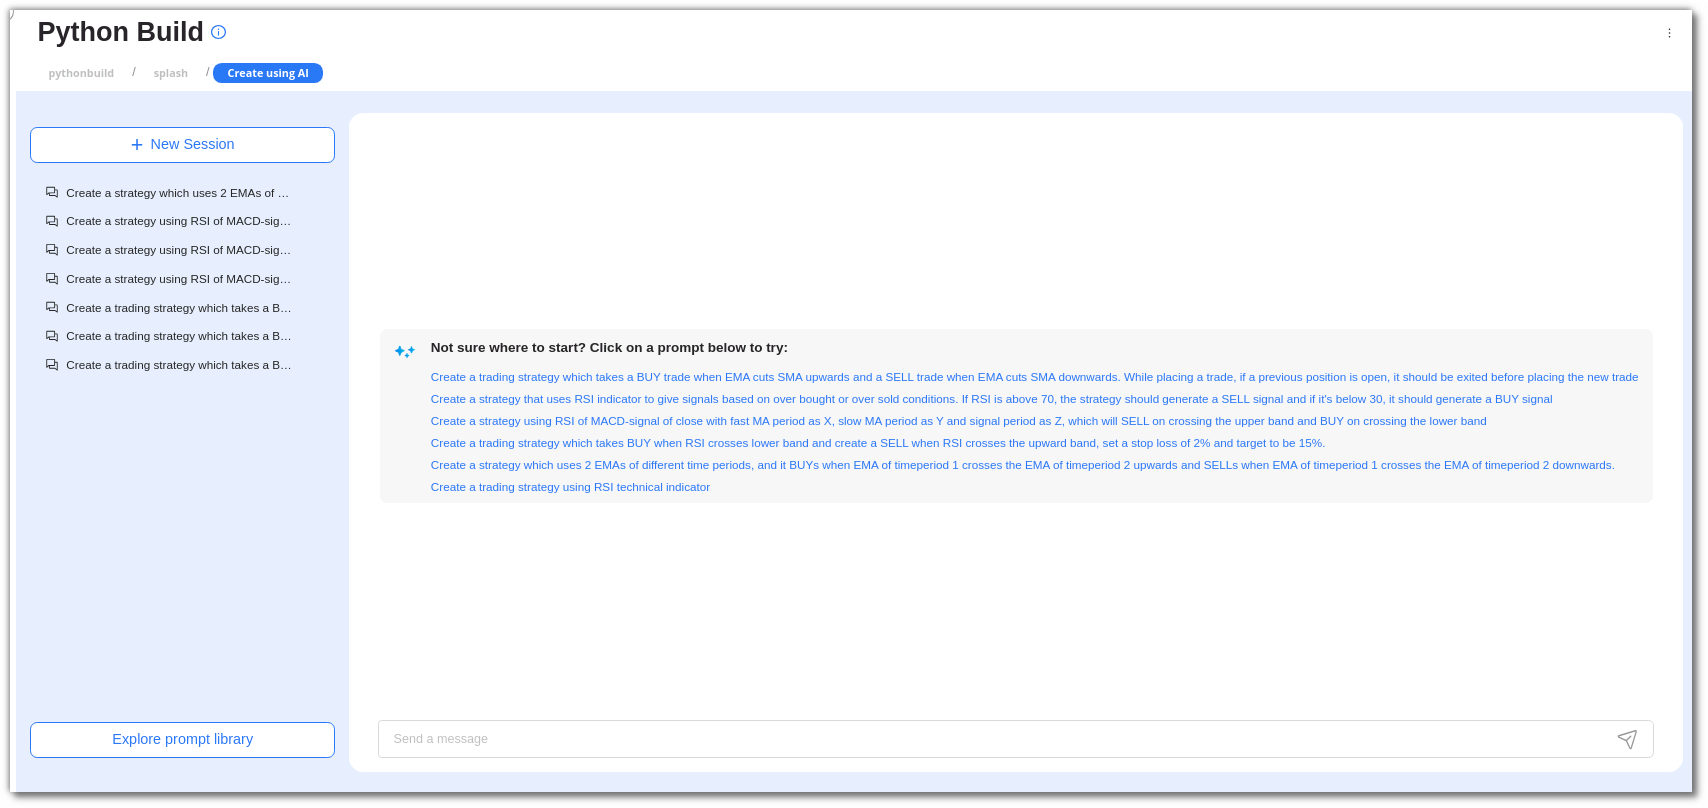 Python Build
pythonbuild / splash / Create using AI
+ New Session
Create a strategy which uses 2 EMAs of …
Create a strategy using RSI of MACD-sig…
Create a strategy using RSI of MACD-sig…
Create a strategy using RSI of MACD-sig…
Create a trading strategy which takes a B…
Create a trading strategy which takes a B…
Create a trading strategy which takes a B…
Explore prompt library
Not sure where to start? Click on a prompt below to try:
Create a trading strategy which takes a BUY trade when EMA cuts SMA upwards and a SELL trade when EMA cuts SMA downwards. While placing a trade, if a previous position is open, it should be exited before placing the new trade
Create a strategy that uses RSI indicator to give signals based on over bought or over sold conditions. If RSI is above 70, the strategy should generate a SELL signal and if it's below 30, it should generate a BUY signal
Create a strategy using RSI of MACD-signal of close with fast MA period as X, slow MA period as Y and signal period as Z, which will SELL on crossing the upper band and BUY on crossing the lower band
Create a trading strategy which takes BUY when RSI crosses lower band and create a SELL when RSI crosses the upward band, set a stop loss of 2% and target to be 15%.
Create a strategy which uses 2 EMAs of different time periods, and it BUYs when EMA of timeperiod 1 crosses the EMA of timeperiod 2 upwards and SELLs when EMA of timeperiod 1 crosses the EMA of timeperiod 2 downwards.
Create a trading strategy using RSI technical indicator
Send a message